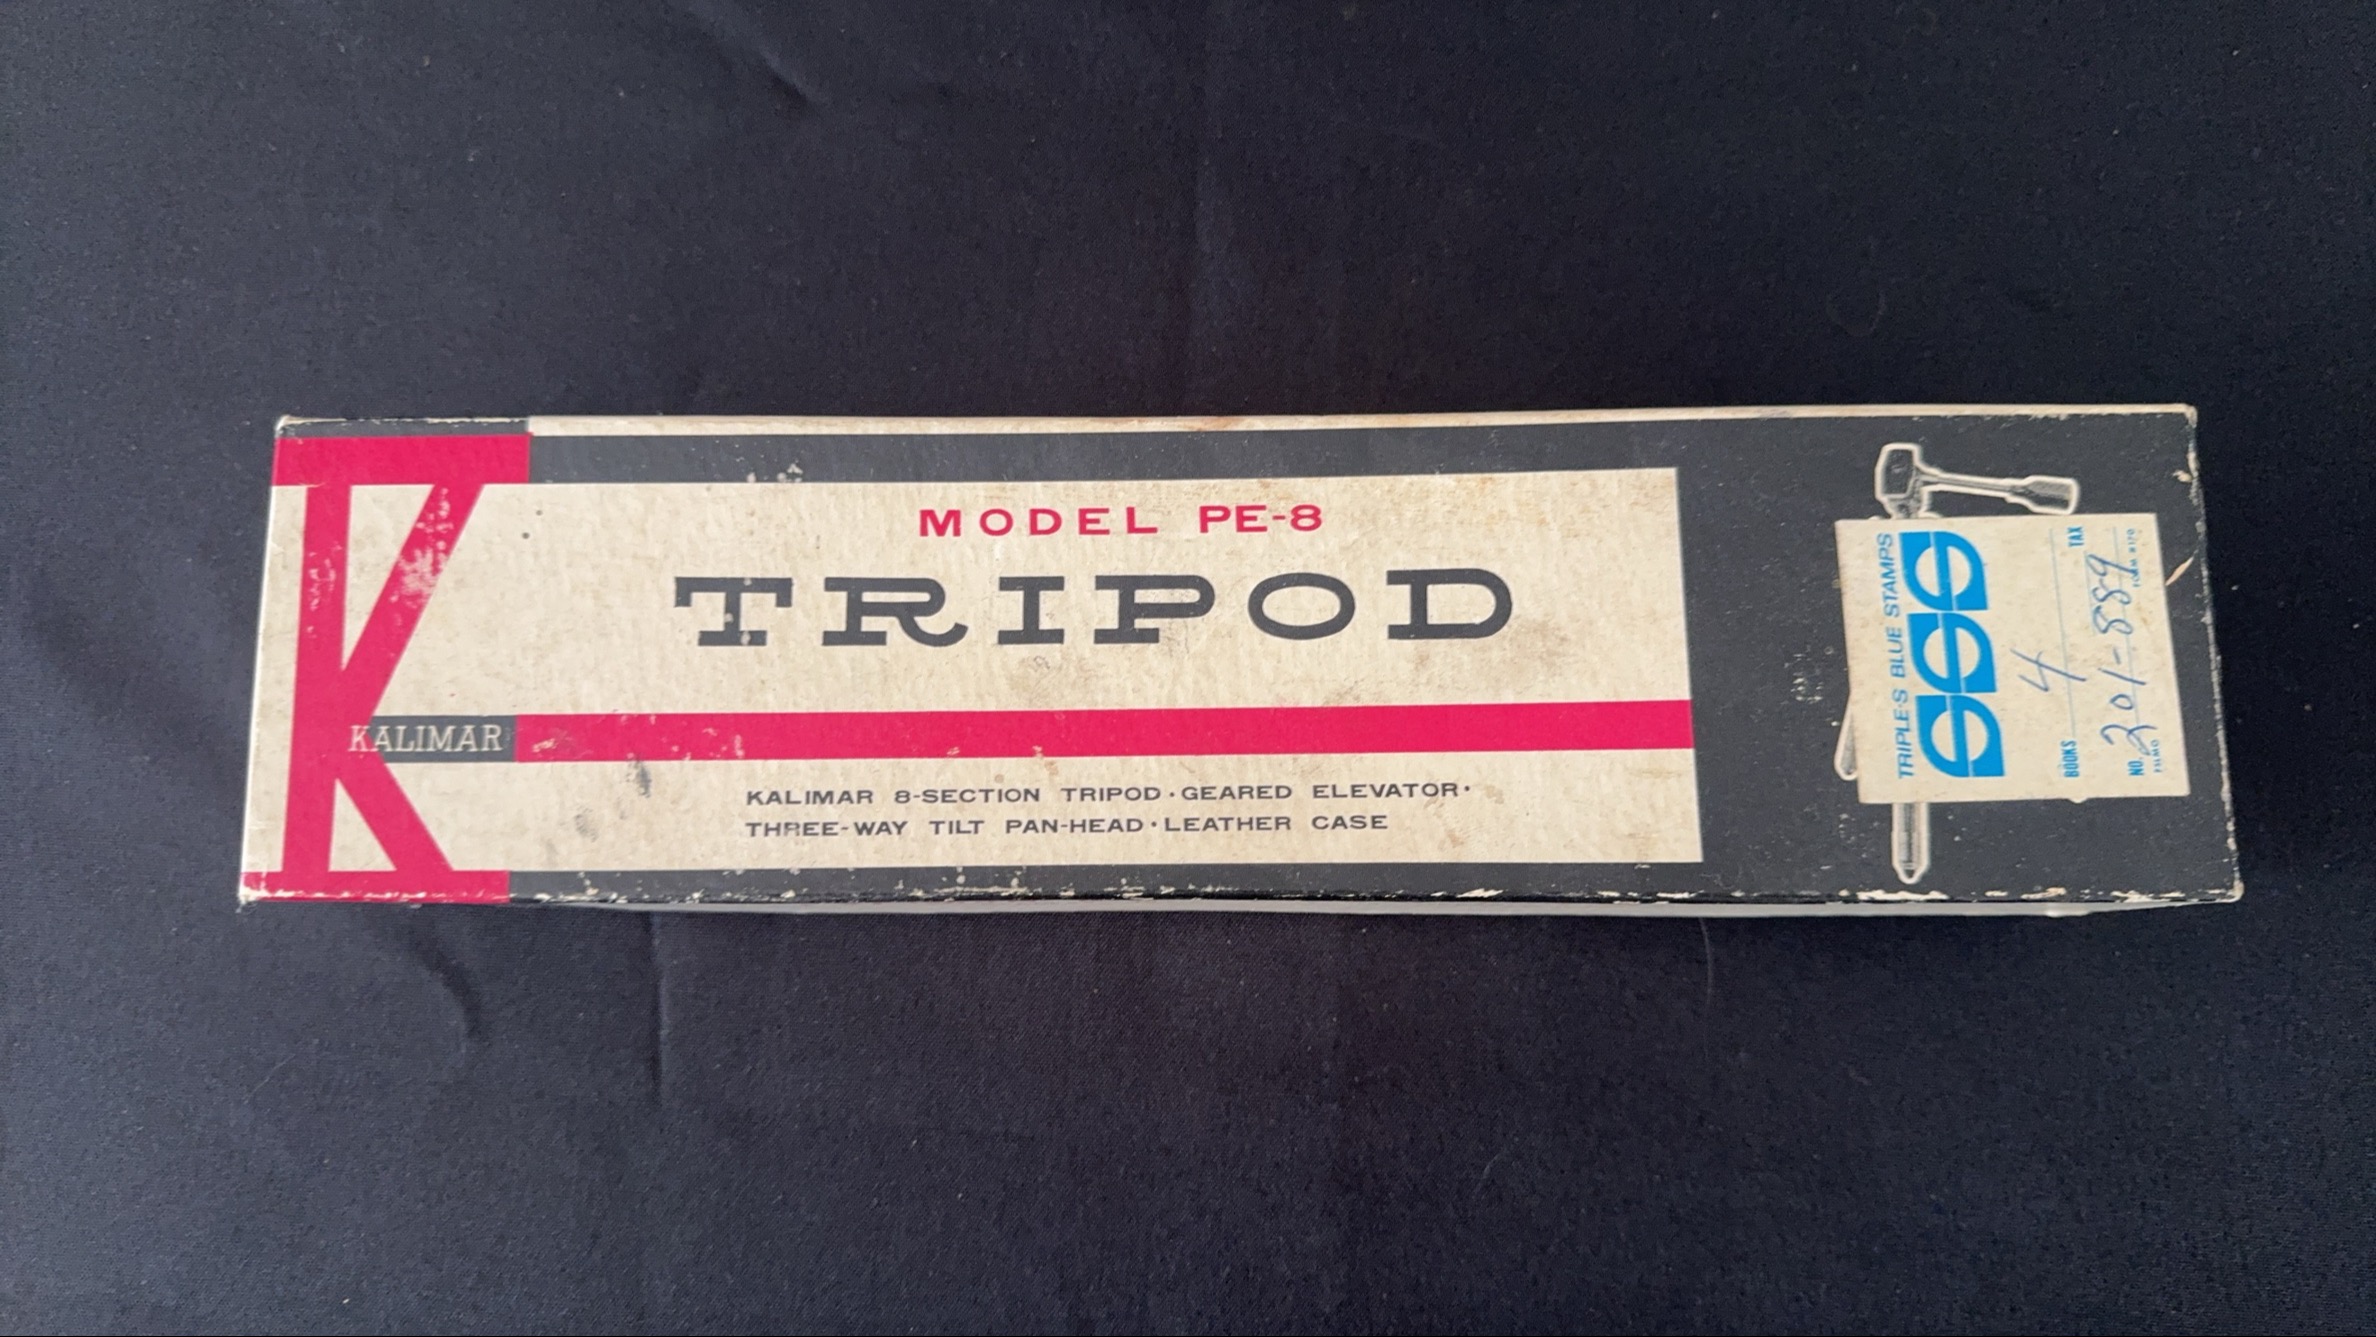 MODEL PE-8
TRIPOD
KALIMAR
KALIMAR 8-SECTION TRIPOD · GEARED ELEVATOR ·
THREE-WAY TILT PAN-HEAD · LEATHER CASE
TRIPLE-S BLUE STAMPS
SSS
4
BOOKS TAX
NO. 201-889